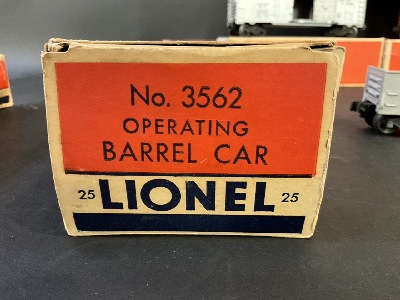 No. 3562
OPERATING
BARREL CAR
25 LIONEL 25